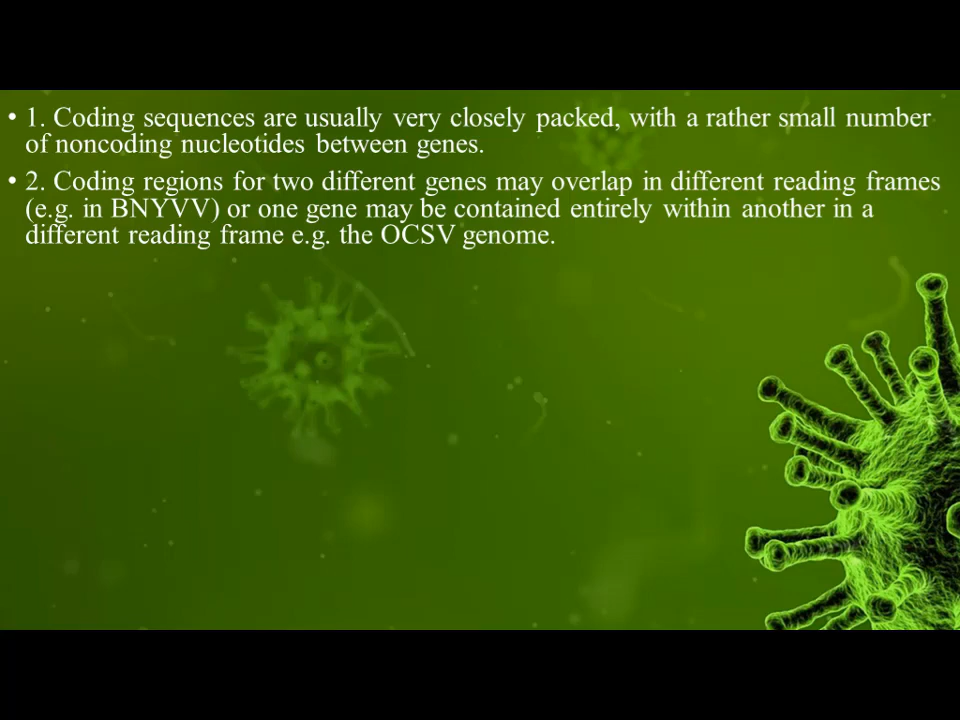 • 1. Coding sequences are usually very closely packed, with a rather small number
of noncoding nucleotides between genes.
• 2. Coding regions for two different genes may overlap in different reading frames
(e.g. in BNYVV) or one gene may be contained entirely within another in a
different reading frame e.g. the OCSV genome.